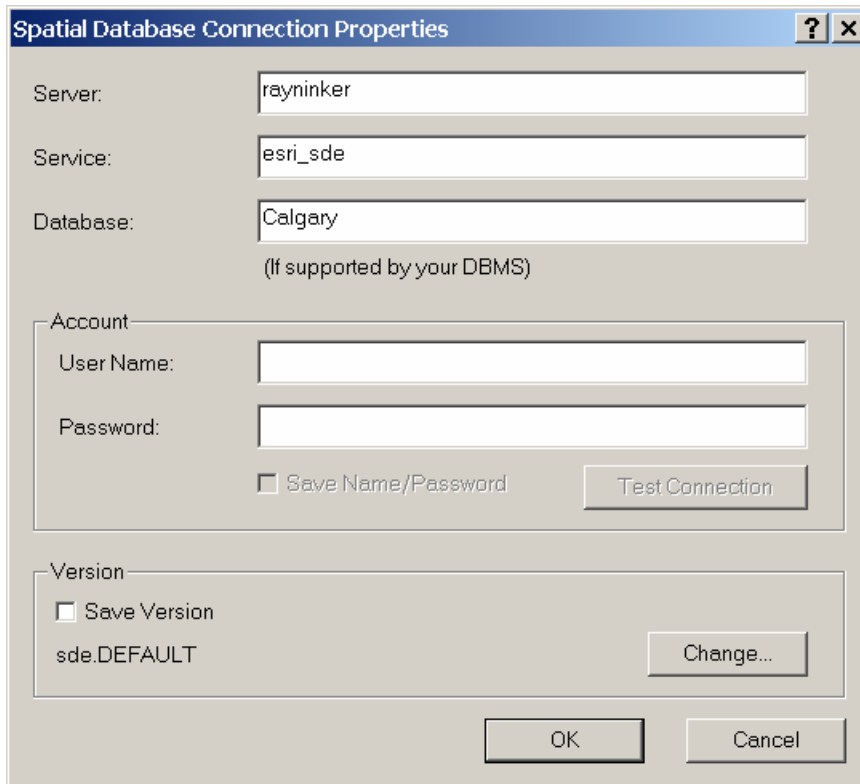 Spatial Database Connection Properties
Server: rayninker
Service: esri_sde
Database: Calgary
(If supported by your DBMS)
Account
User Name:
Password:
Save Name/Password Test Connection
Version
Save Version
sde.DEFAULT Change...
OK Cancel